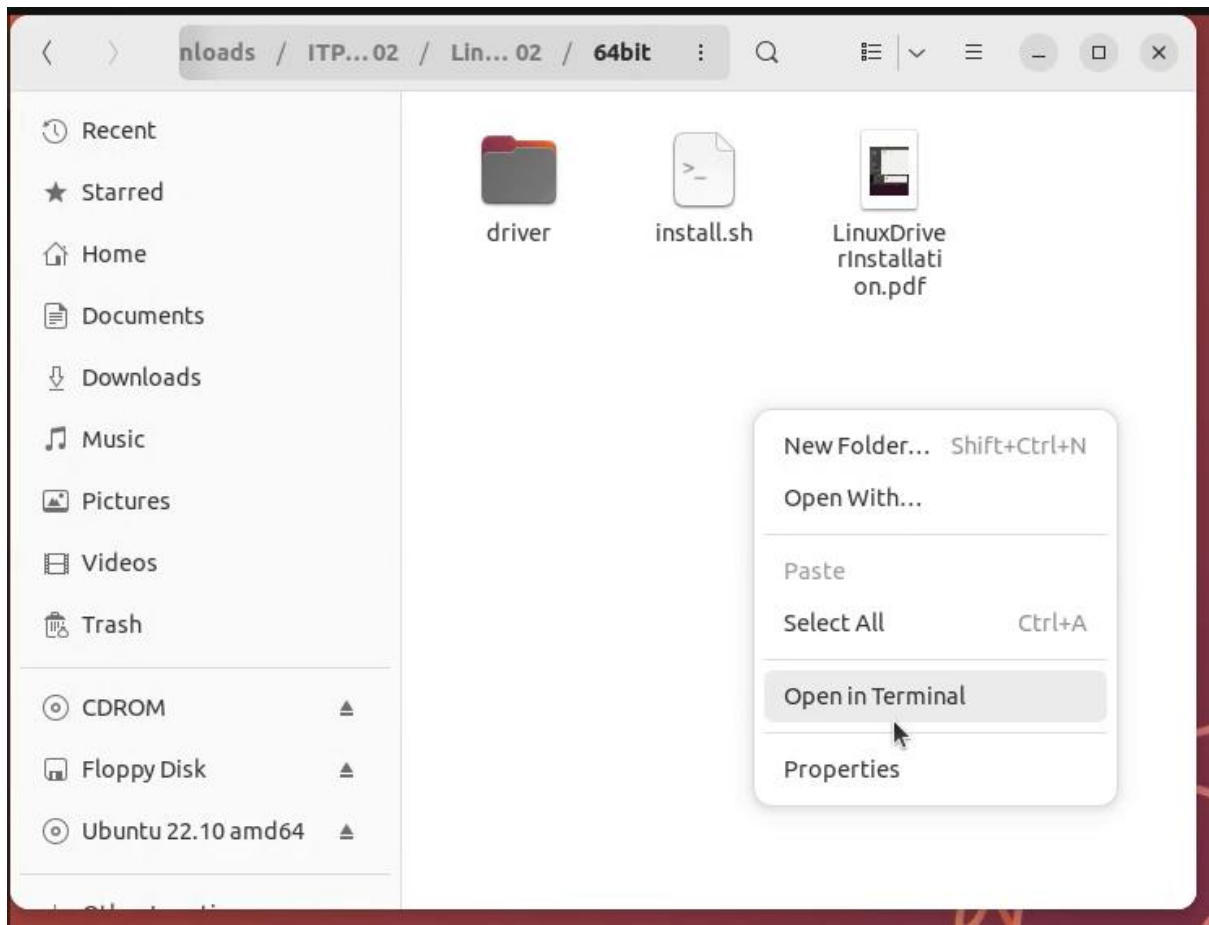 nloads / ITP… 02 / Lin… 02 / 64bit
Recent
Starred
Home
Documents
Downloads
Music
Pictures
Videos
Trash
CDROM
Floppy Disk
Ubuntu 22.10 amd64
driver
install.sh
LinuxDrive
rInstallati
on.pdf
New Folder… Shift+Ctrl+N
Open With…
Paste
Select All Ctrl+A
Open in Terminal
Properties